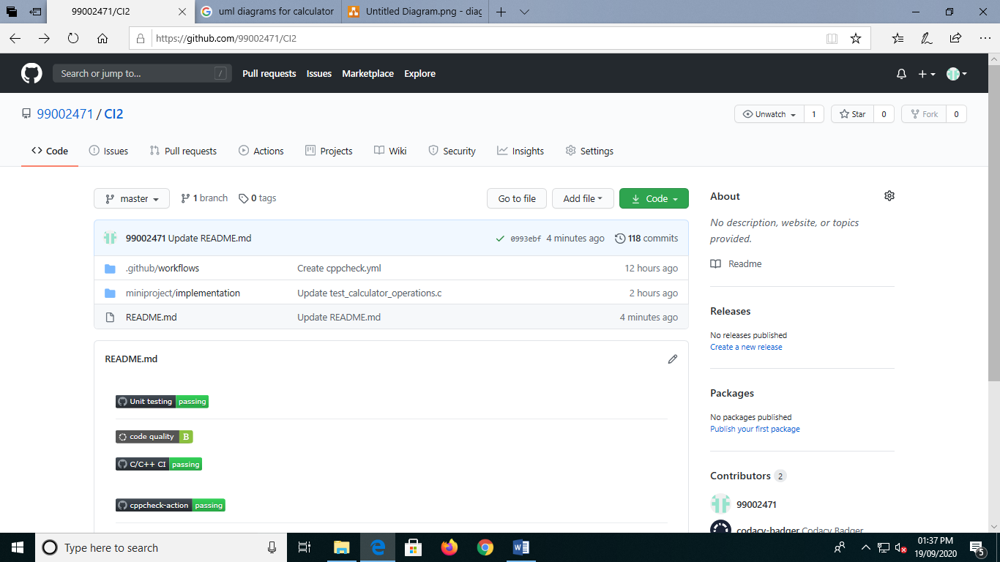 99002471/CI2
uml diagrams for calculator
Untitled Diagram.png - diag
https://github.com/99002471/CI2
Search or jump to...
/
Pull requests
Issues
Marketplace
Explore
99002471 / CI2
Unwatch
1
Star
0
Fork
0
Code
Issues
Pull requests
Actions
Projects
Wiki
Security
Insights
Settings
master
1 branch
0 tags
Go to file
Add file
Code
99002471 Update README.md
0993ebf 4 minutes ago
118 commits
.github/workflows
Create cppcheck.yml
12 hours ago
miniproject/implementation
Update test_calculator_operations.c
2 hours ago
README.md
Update README.md
4 minutes ago
README.md
Unit testing passing
code quality B
C/C++ CI passing
cppcheck-action passing
About
No description, website, or topics
provided.
Readme
Releases
No releases published
Create a new release
Packages
No packages published
Publish your first package
Contributors 2
99002471
codacy-badger Codacy Badger
Type here to search
01:37 PM
19/09/2020
5